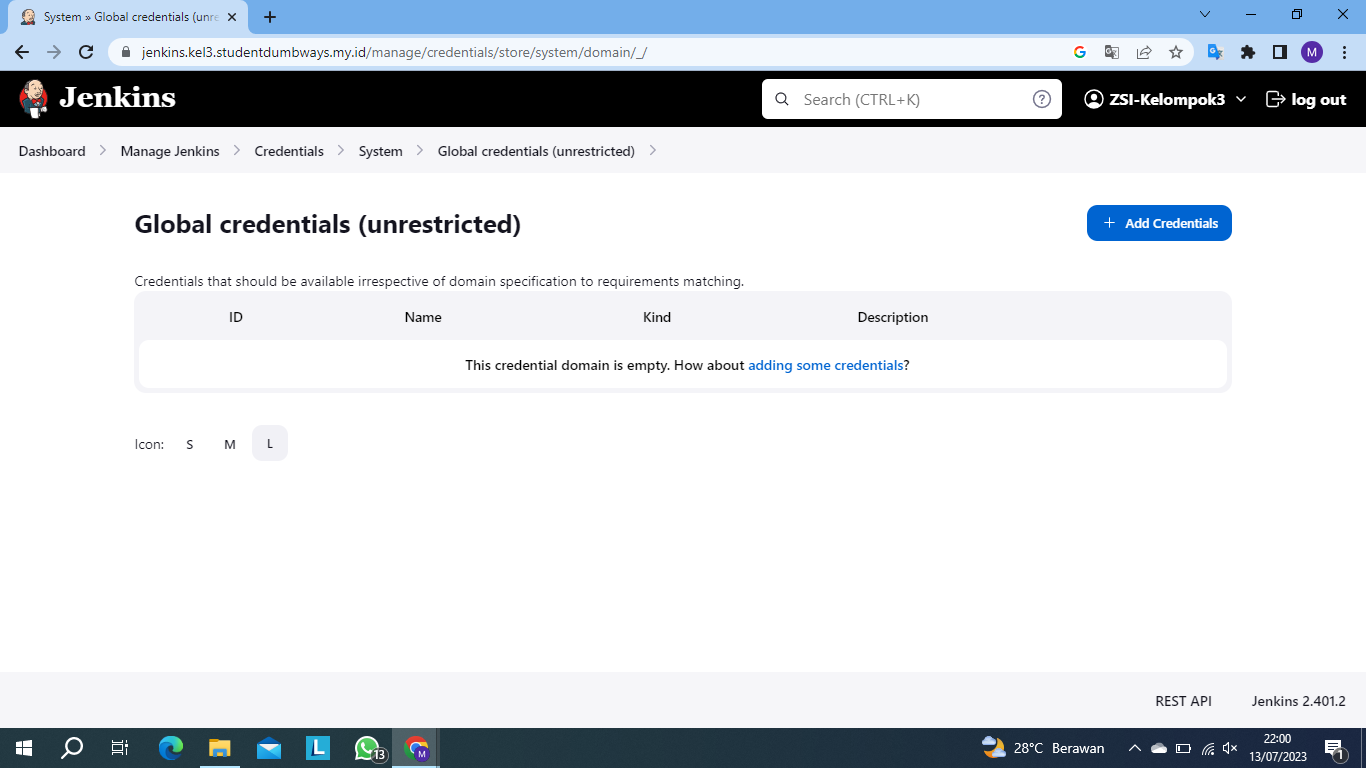 System » Global credentials (unre
jenkins.kel3.studentdumbways.my.id/manage/credentials/store/system/domain/_/
M
Jenkins
Search (CTRL+K)
?
ZSI-Kelompok3
log out
Dashboard
Manage Jenkins
Credentials
System
Global credentials (unrestricted)
Global credentials (unrestricted)
+ Add Credentials
Credentials that should be available irrespective of domain specification to requirements matching.
ID Name Kind Description
This credential domain is empty. How about adding some credentials?
Icon: S M L
REST API
Jenkins 2.401.2
L
13
M
28°C Berawan
22:00
13/07/2023
1